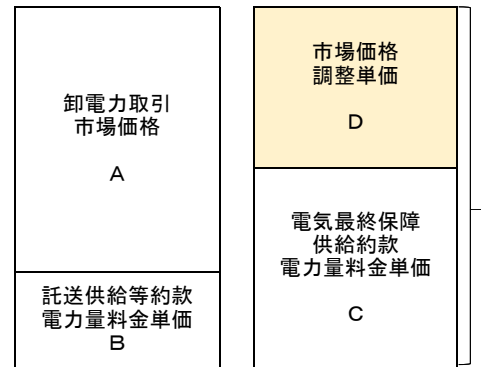 卸電力取引
市場価格
A
託送供給等約款
電力量料金単価
B
市場価格
調整単価
D
電気最終保障
供給約款
電力量料金単価
C